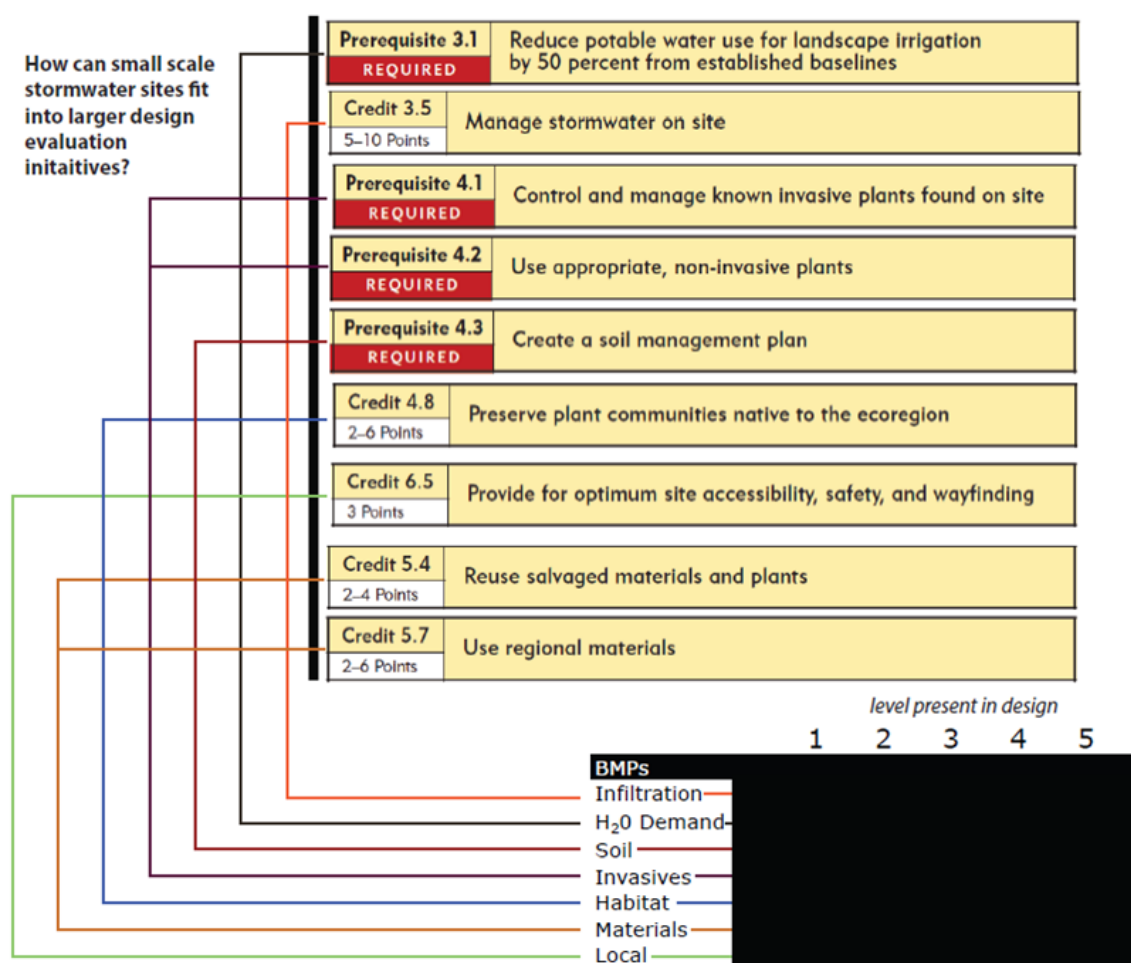 How can small scale
stormwater sites fit
into larger design
evaluation
initaitives?
Prerequisite 3.1
REQUIRED
Reduce potable water use for landscape irrigation
by 50 percent from established baselines
Credit 3.5
5–10 Points
Manage stormwater on site
Prerequisite 4.1
REQUIRED
Control and manage known invasive plants found on site
Prerequisite 4.2
REQUIRED
Use appropriate, non-invasive plants
Prerequisite 4.3
REQUIRED
Create a soil management plan
Credit 4.8
2–6 Points
Preserve plant communities native to the ecoregion
Credit 6.5
3 Points
Provide for optimum site accessibility, safety, and wayfinding
Credit 5.4
2–4 Points
Reuse salvaged materials and plants
Credit 5.7
2–6 Points
Use regional materials
level present in design
1 2 3 4 5
BMPs
Infiltration
H₂0 Demand
Soil
Invasives
Habitat
Materials
Local